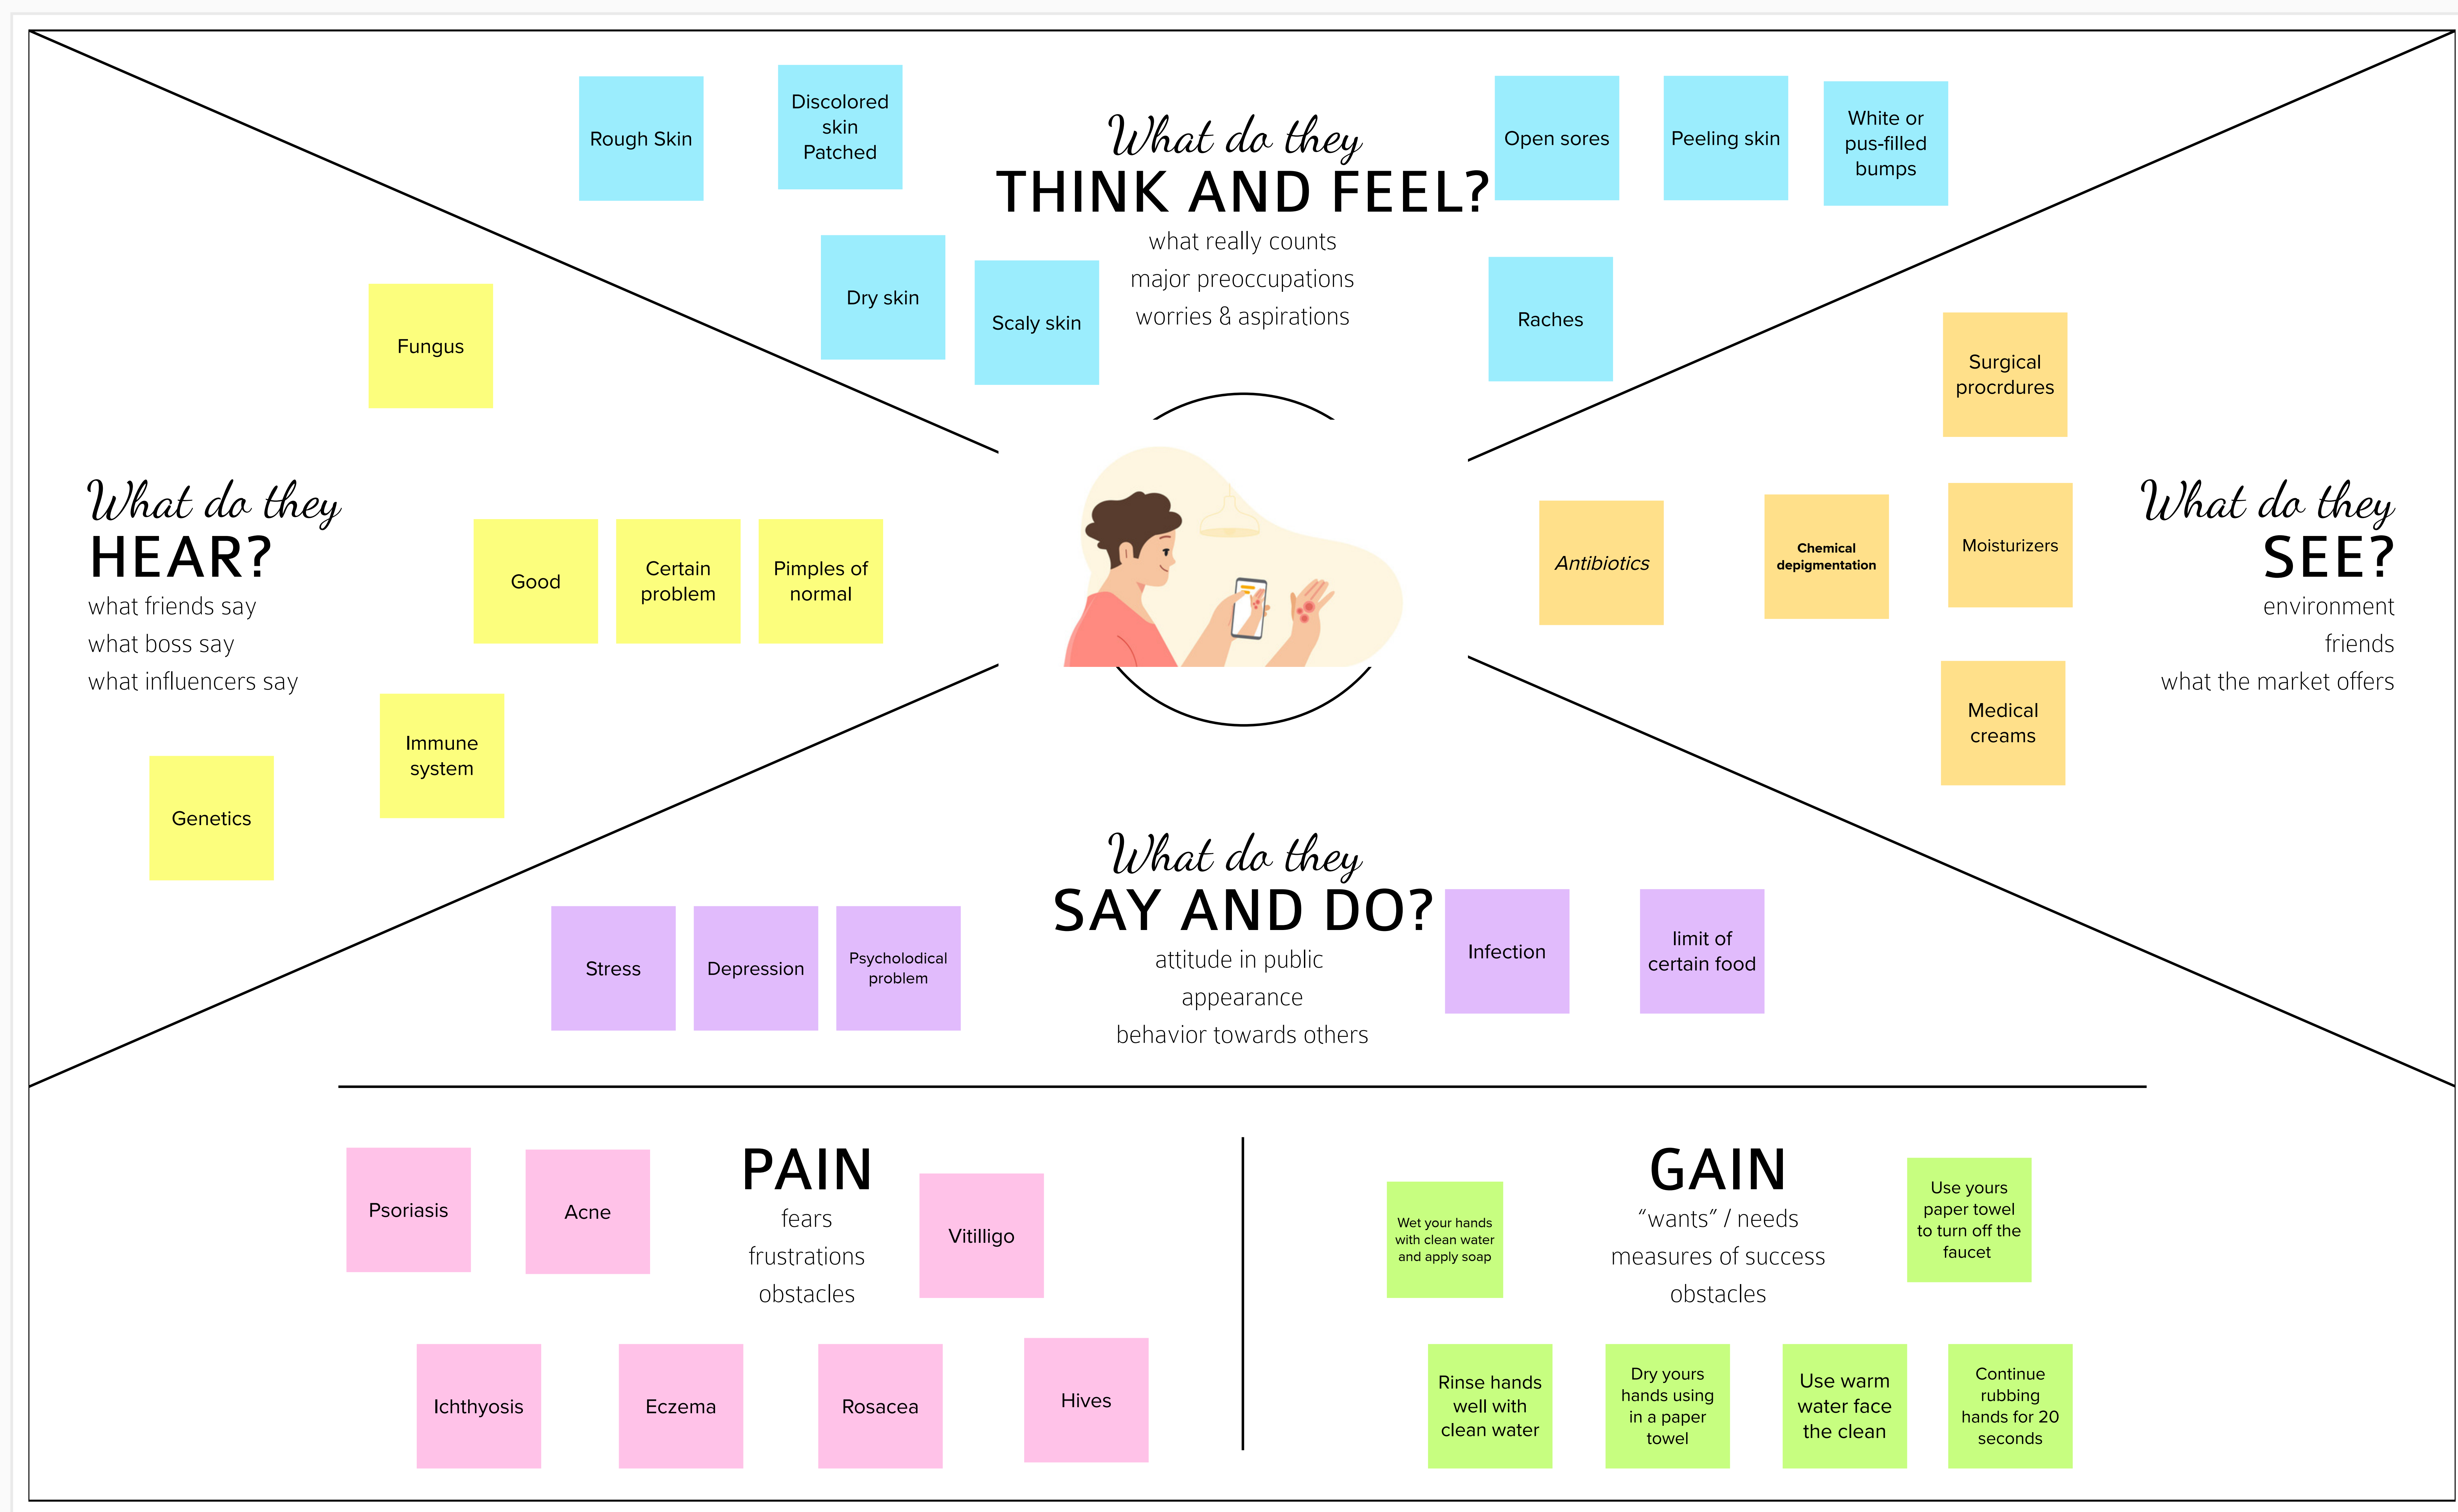 Rough Skin
Discolored
skin
Patched
Dry skin
Scaly skin
What do they
THINK AND FEEL?
what really counts
major preoccupations
worries & aspirations
Open sores
Peeling skin
White or
pus-filled
bumps
Raches
Fungus
What do they
HEAR?
what friends say
what boss say
what influencers say
Good
Certain
problem
Pimples of
normal
Immune
system
Genetics
Surgical
procrdures
Antibiotics
Chemical
depigmentation
Moisturizers
Medical
creams
What do they
SEE?
environment
friends
what the market offers
What do they
SAY AND DO?
attitude in public
appearance
behavior towards others
Stress
Depression
Psycholodical
problem
Infection
limit of
certain food
PAIN
fears
frustrations
obstacles
Psoriasis
Acne
Vitilligo
Ichthyosis
Eczema
Rosacea
Hives
GAIN
“wants” / needs
measures of success
obstacles
Wet your hands
with clean water
and apply soap
Use yours
paper towel
to turn off the
faucet
Rinse hands
well with
clean water
Dry yours
hands using
in a paper
towel
Use warm
water face
the clean
Continue
rubbing
hands for 20
seconds